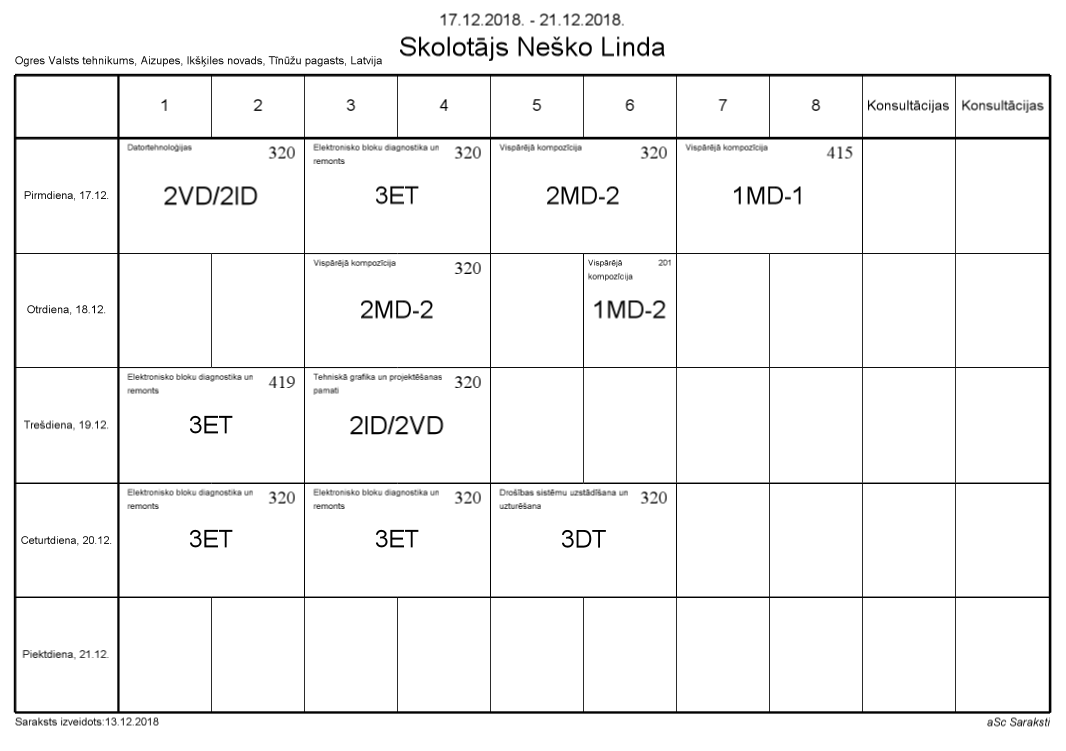 17.12.2018. - 21.12.2018.
Skolotājs Neško Linda
Ogres Valsts tehnikums, Aizupes, Ikšķiles novads, Tīnūžu pagasts, Latvija
1 2 3 4 5 6 7 8 Konsultācijas Konsultācijas
Pirmdiena, 17.12.
Datortehnoloģijas 320
2VD/2ID
Elektronisko bloku diagnostika un 320
remonts
3ET
Vispārējā kompozīcija 320
2MD-2
Vispārējā kompozīcija 415
1MD-1
Otrdiena, 18.12.
Vispārējā kompozīcija 320
2MD-2
Vispārējā 201
kompozīcija
1MD-2
Trešdiena, 19.12.
Elektronisko bloku diagnostika un 419
remonts
3ET
Tehniskā grafika un projektēšanas 320
pamati
2ID/2VD
Ceturtdiena, 20.12.
Elektronisko bloku diagnostika un 320
remonts
3ET
Elektronisko bloku diagnostika un 320
remonts
3ET
Drošības sistēmu uzstādīšana un 320
uzturēšana
3DT
Piektdiena, 21.12.
Saraksts izveidots:13.12.2018
aSc Saraksti